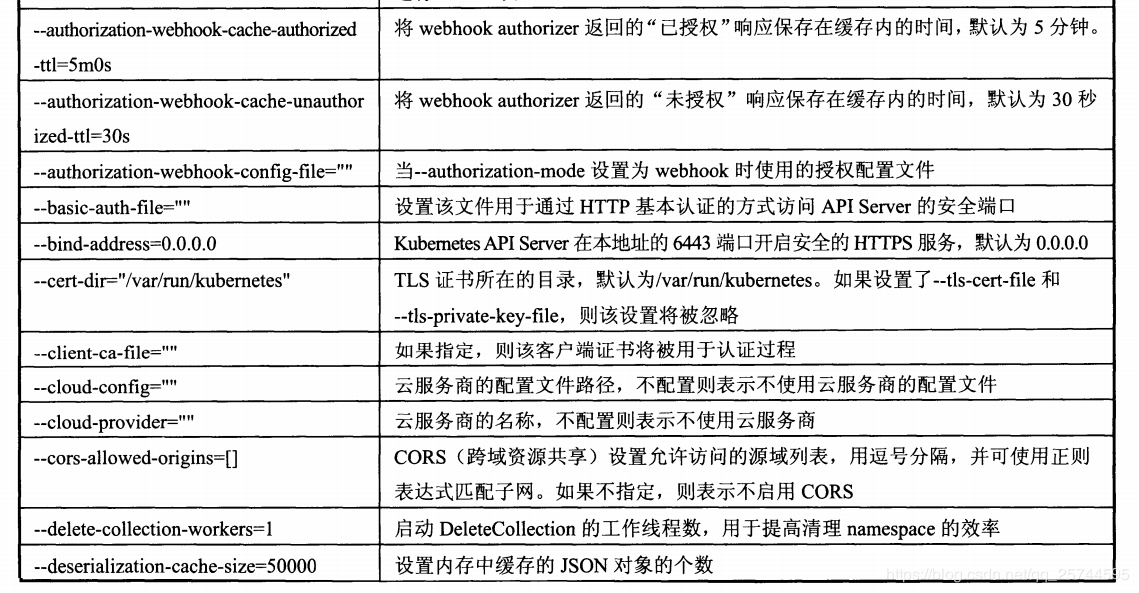 --authorization-webhook-cache-authorized
-ttl=5m0s
将 webhook authorizer 返回的“已授权”响应保存在缓存内的时间，默认为 5 分钟。
--authorization-webhook-cache-unauthor
ized-ttl=30s
将 webhook authorizer 返回的“未授权”响应保存在缓存内的时间，默认为 30 秒
--authorization-webhook-config-file=""
当--authorization-mode 设置为 webhook 时使用的授权配置文件
--basic-auth-file=""
设置该文件用于通过 HTTP 基本认证的方式访问 API Server 的安全端口
--bind-address=0.0.0.0
Kubernetes API Server 在本地址的 6443 端口开启安全的 HTTPS 服务，默认为 0.0.0.0
--cert-dir="/var/run/kubernetes"
TLS 证书所在的目录，默认为/var/run/kubernetes。如果设置了--tls-cert-file 和
--tls-private-key-file，则该设置将被忽略
--client-ca-file=""
如果指定，则该客户端证书将被用于认证过程
--cloud-config=""
云服务商的配置文件路径，不配置则表示不使用云服务商的配置文件
--cloud-provider=""
云服务商的名称，不配置则表示不使用云服务商
--cors-allowed-origins=[]
CORS（跨域资源共享）设置允许访问的源域列表，用逗号分隔，并可使用正则
表达式匹配子网。如果不指定，则表示不启用 CORS
--delete-collection-workers=1
启动 DeleteCollection 的工作线程数，用于提高清理 namespace 的效率
--deserialization-cache-size=50000
设置内存中缓存的 JSON 对象的个数
https://blog.csdn.net/qq_25744595